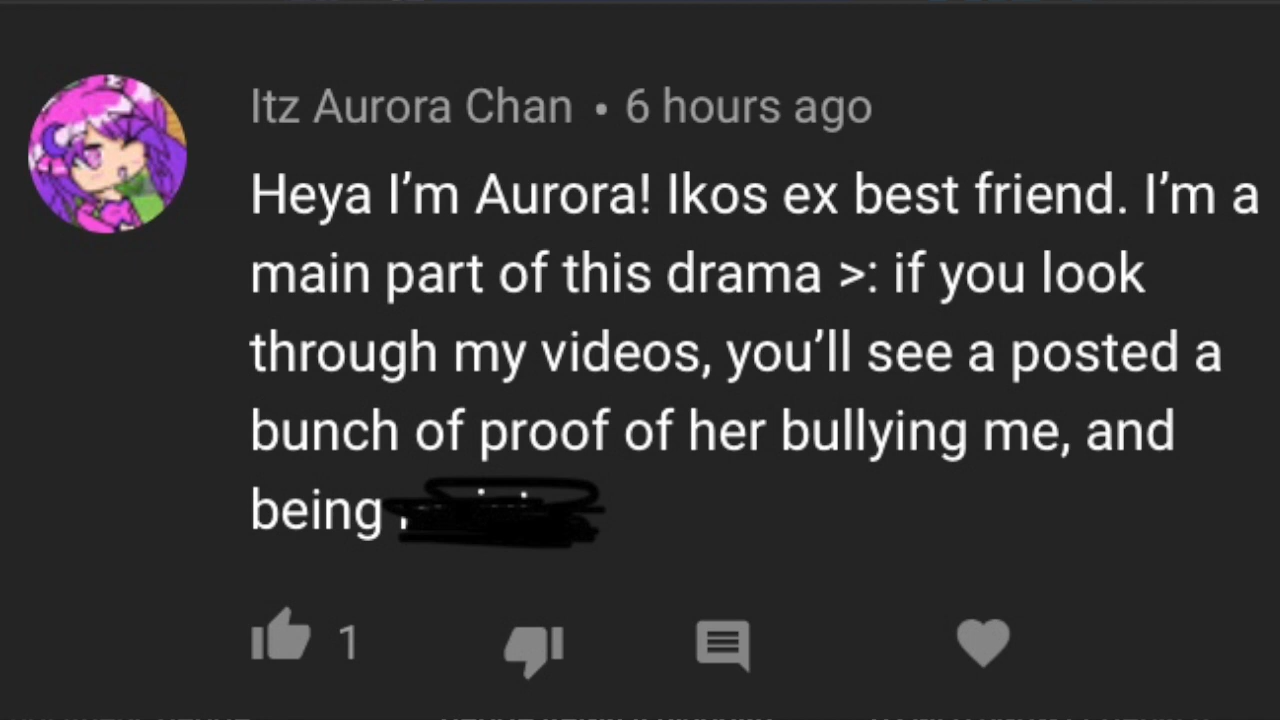 Itz Aurora Chan • 6 hours ago
Heya I’m Aurora! Ikos ex best friend. I’m a
main part of this drama >: if you look
through my videos, you’ll see a posted a
bunch of proof of her bullying me, and
being
1